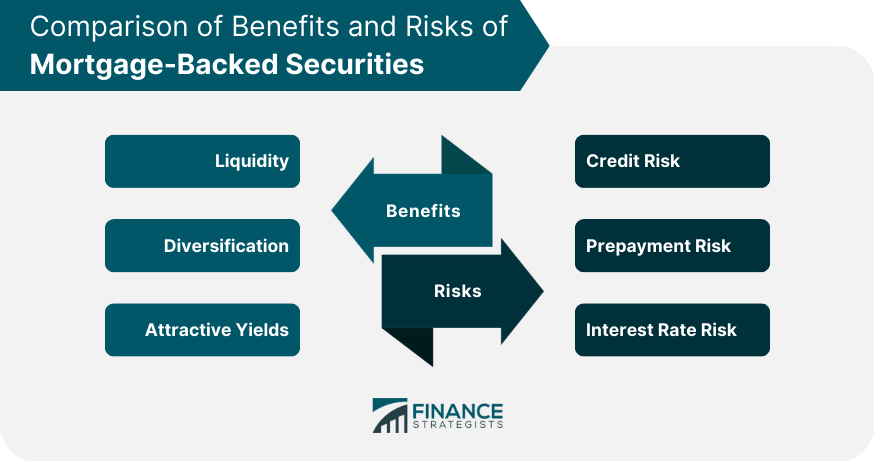 Comparison of Benefits and Risks of
Mortgage-Backed Securities
Liquidity
Diversification
Attractive Yields
Benefits
Risks
Credit Risk
Prepayment Risk
Interest Rate Risk
FINANCE
STRATEGISTS